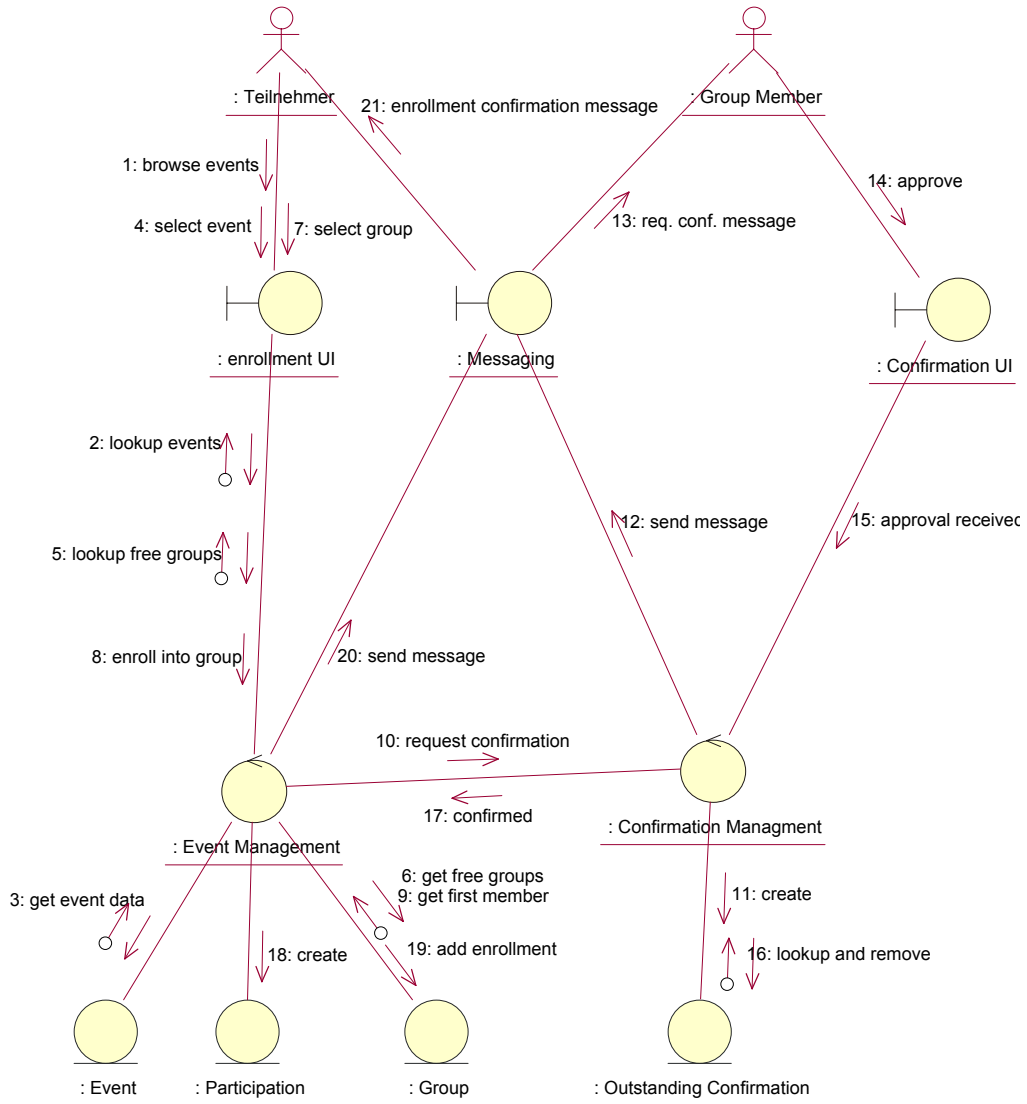 : Teilnehmer
: Group Member
21: enrollment confirmation message
1: browse events
14: approve
4: select event
7: select group
13: req. conf. message
: enrollment UI
: Messaging
: Confirmation UI
2: lookup events
12: send message
15: approval received
5: lookup free groups
8: enroll into group
20: send message
10: request confirmation
17: confirmed
: Event Management
: Confirmation Managment
6: get free groups
9: get first member
3: get event data
11: create
18: create
19: add enrollment
16: lookup and remove
: Event
: Participation
: Group
: Outstanding Confirmation